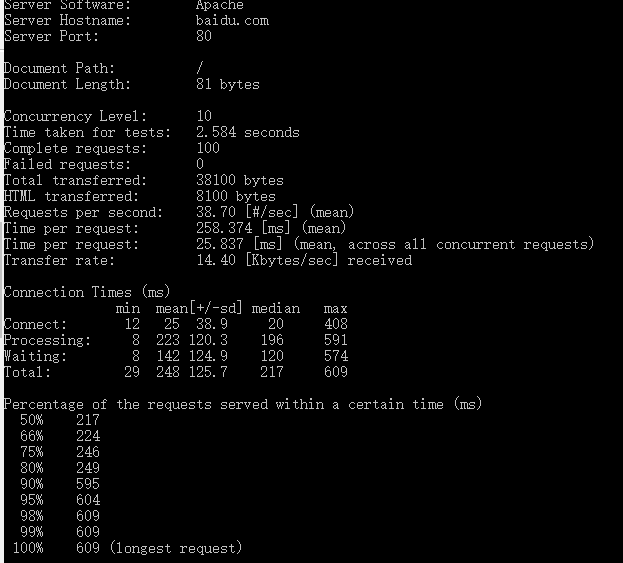 Server Software:        Apache
Server Hostname:        baidu.com
Server Port:            80
Document Path:          /
Document Length:        81 bytes
Concurrency Level:      10
Time taken for tests:   2.584 seconds
Complete requests:      100
Failed requests:        0
Total transferred:      38100 bytes
HTML transferred:       8100 bytes
Requests per second:    38.70 [#/sec] (mean)
Time per request:       258.374 [ms] (mean)
Time per request:       25.837 [ms] (mean, across all concurrent requests)
Transfer rate:          14.40 [Kbytes/sec] received
Connection Times (ms)
              min  mean[+/-sd] median   max
Connect:       12   25  38.9     20     408
Processing:     8  223 120.3    196     591
Waiting:        8  142 124.9    120     574
Total:         29  248 125.7    217     609
Percentage of the requests served within a certain time (ms)
  50%    217
  66%    224
  75%    246
  80%    249
  90%    595
  95%    604
  98%    609
  99%    609
 100%    609 (longest request)